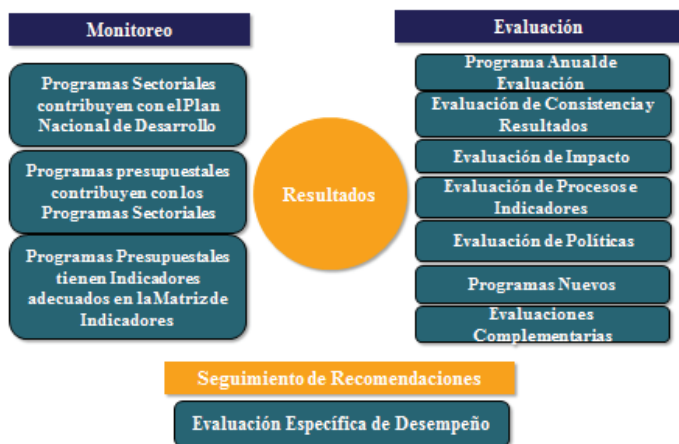 Monitoreo
Programas Sectoriales
contribuyen con el Plan
Nacional de Desarrollo
Programas presupuestales
contribuyen con los
Programas Sectoriales
Programas Presupuestales
tienen Indicadores
adecuados en la Matriz de
Indicadores
Resultados
Evaluación
Programa Anual de
Evaluación
Evaluación de Consistencia y
Resultados
Evaluación de Impacto
Evaluación de Procesos e
Indicadores
Evaluación de Políticas
Programas Nuevos
Evaluaciones
Complementarias
Seguimiento de Recomendaciones
Evaluación Específica de Desempeño